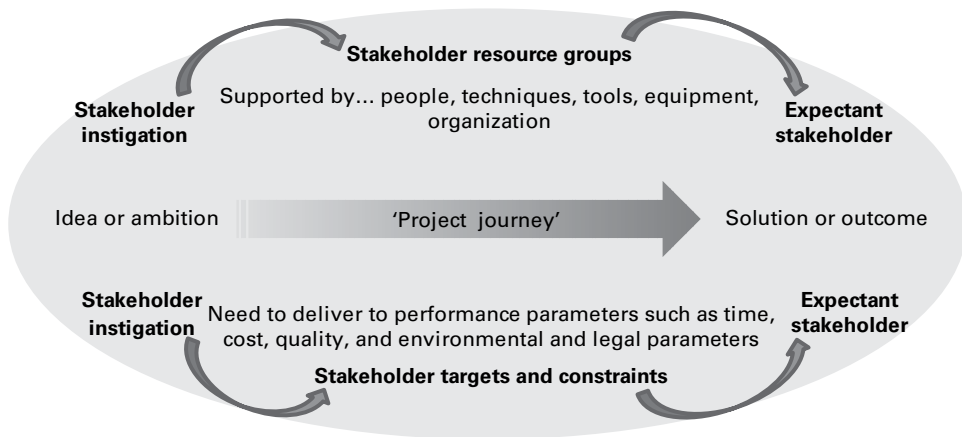 Stakeholder resource groups
Stakeholder
instigation
Supported by... people, techniques, tools, equipment,
organization
Expectant
stakeholder
Idea or ambition
‘Project journey’
Solution or outcome
Stakeholder
instigation
Need to deliver to performance parameters such as time,
cost, quality, and environmental and legal parameters
Expectant
stakeholder
Stakeholder targets and constraints